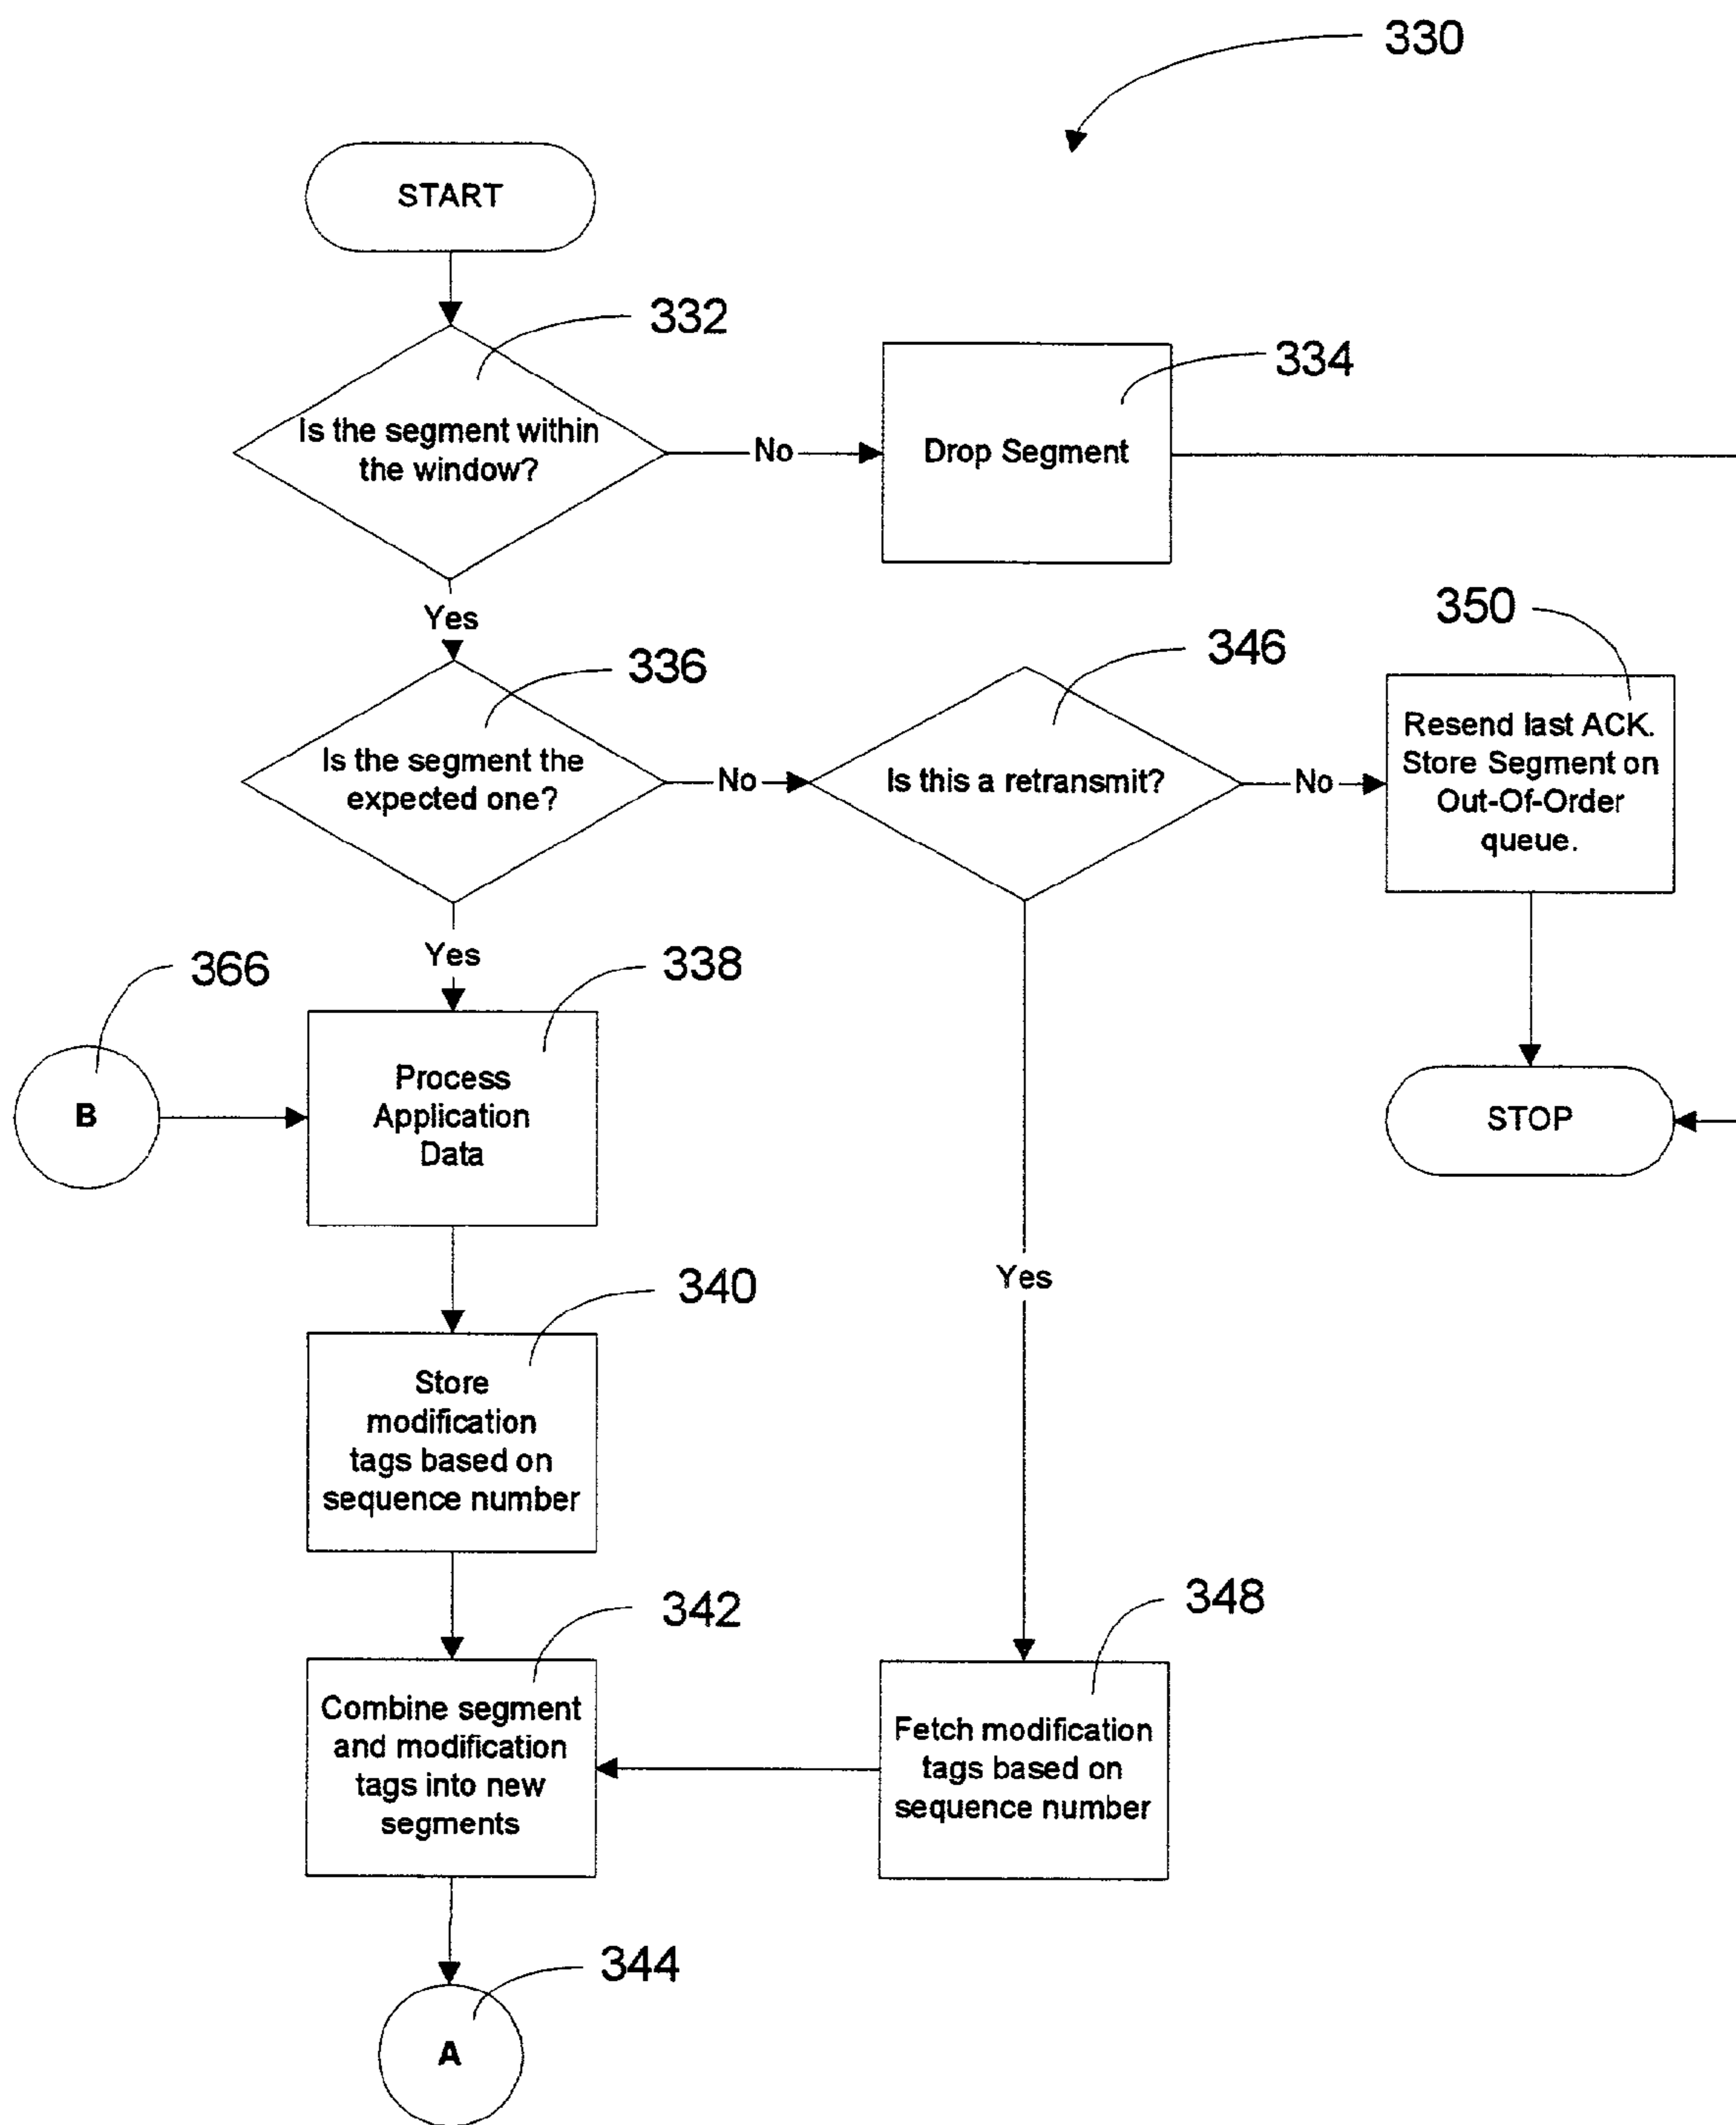 330
START
332
Is the segment within
the window?
No
334
Drop Segment
Yes
336
Is the segment the
expected one?
No
346
Is this a retransmit?
No
350
Resend last ACK.
Store Segment on
Out-Of-Order
queue.
Yes
366
B
338
Process
Application
Data
STOP
340
Store
modification
tags based on
sequence number
Yes
342
Combine segment
and modification
tags into new
segments
348
Fetch modification
tags based on
sequence number
344
A